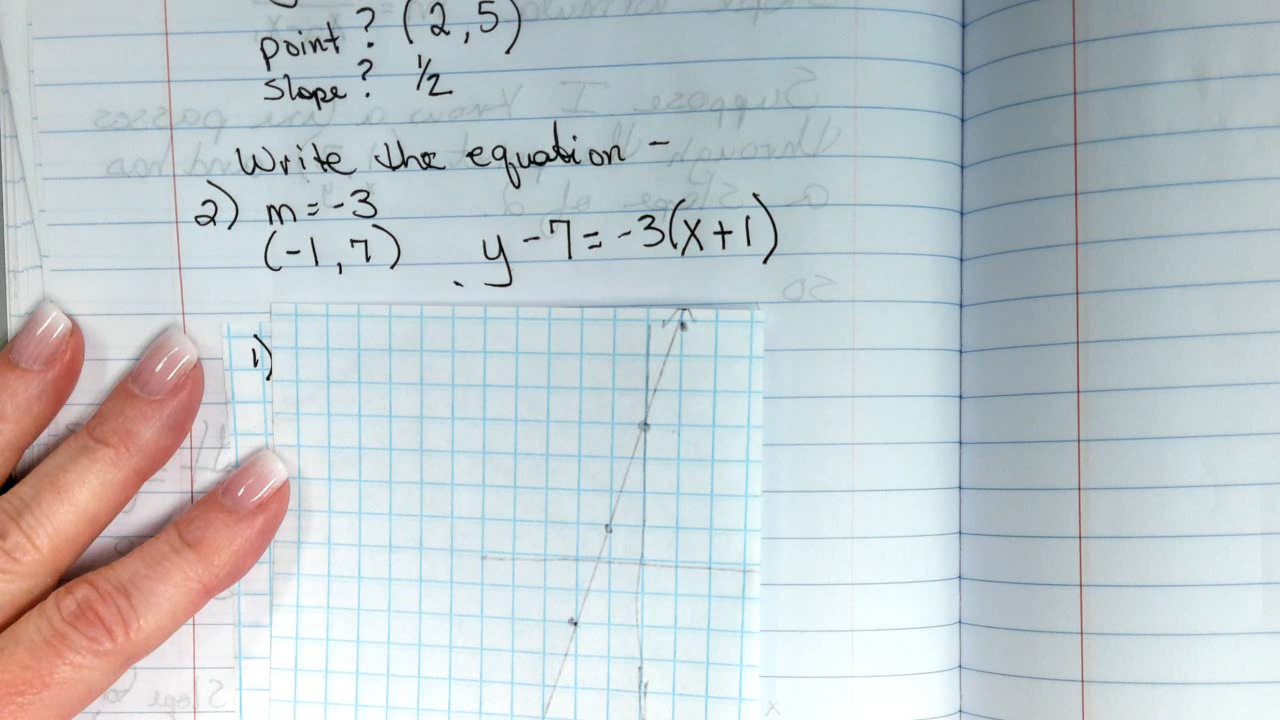 point? (2,5)
slope? 1/2
Write the equation -
2) m=-3
(-1,7) y-7=-3(x+1)
1)